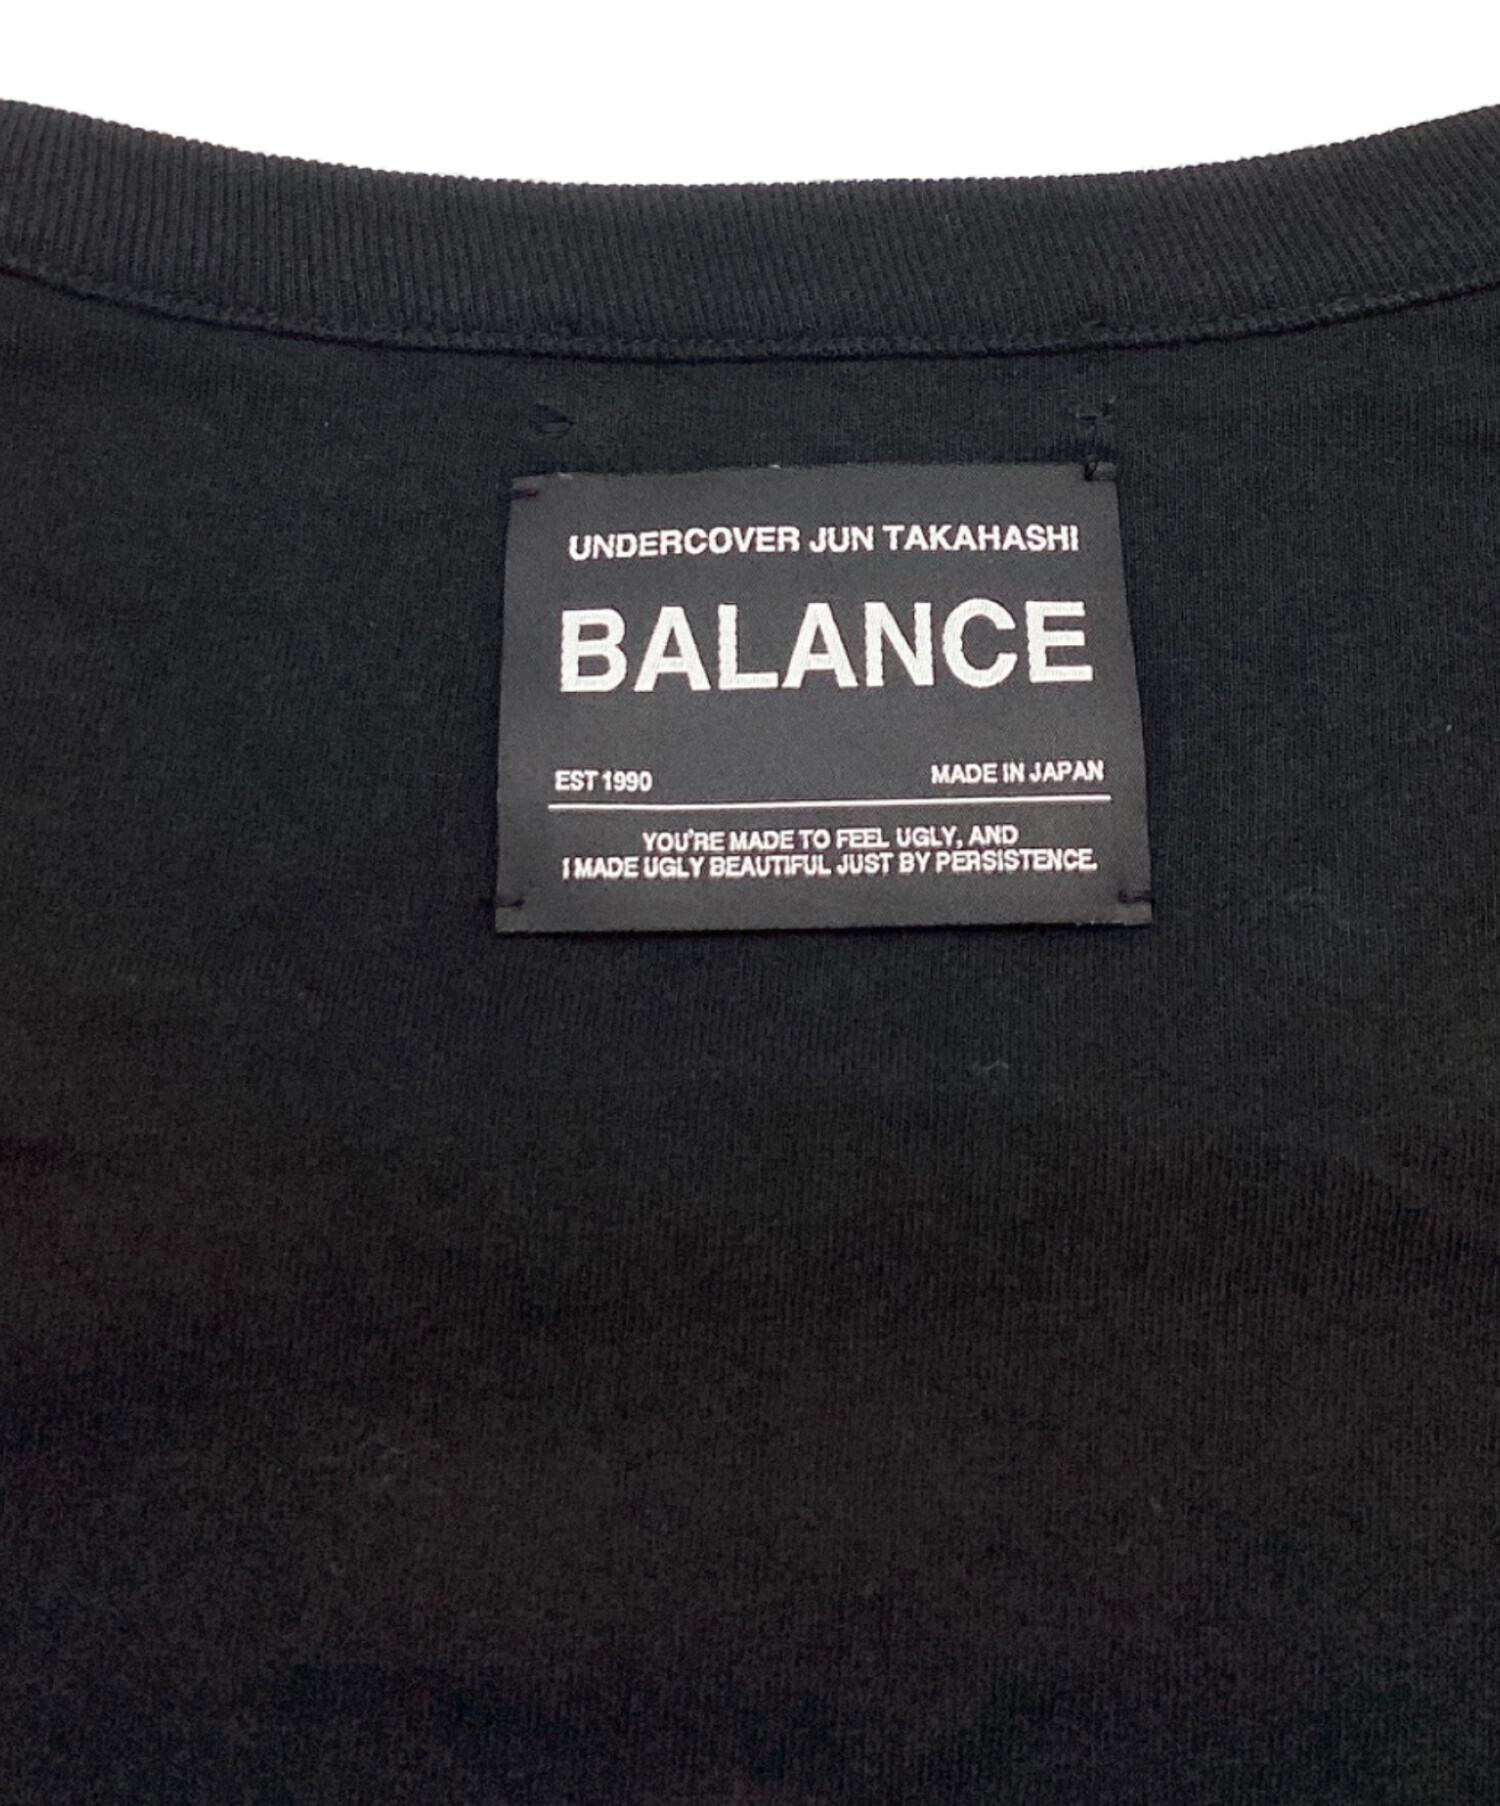 UNDERCOVER JUN TAKAHASHI
BALANCE
EST 1990 MADE IN JAPAN
YOU'RE MADE TO FEEL UGLY, AND
I MADE UGLY BEAUTIFUL JUST BY PERSISTENCE.